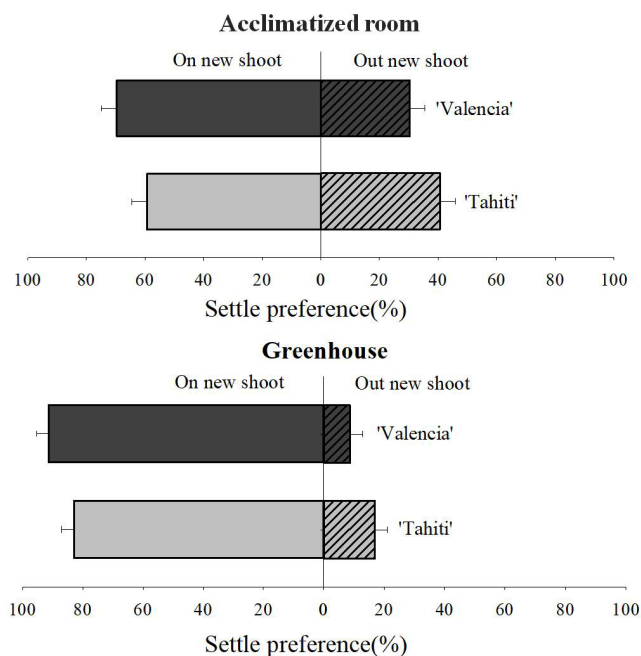 Acclimatized room
On new shoot Out new shoot
'Valencia'
'Tahiti'
100 80 60 40 20 0 20 40 60 80 100
Settle preference(%)
Greenhouse
On new shoot Out new shoot
'Valencia'
'Tahiti'
100 80 60 40 20 0 20 40 60 80 100
Settle preference(%)